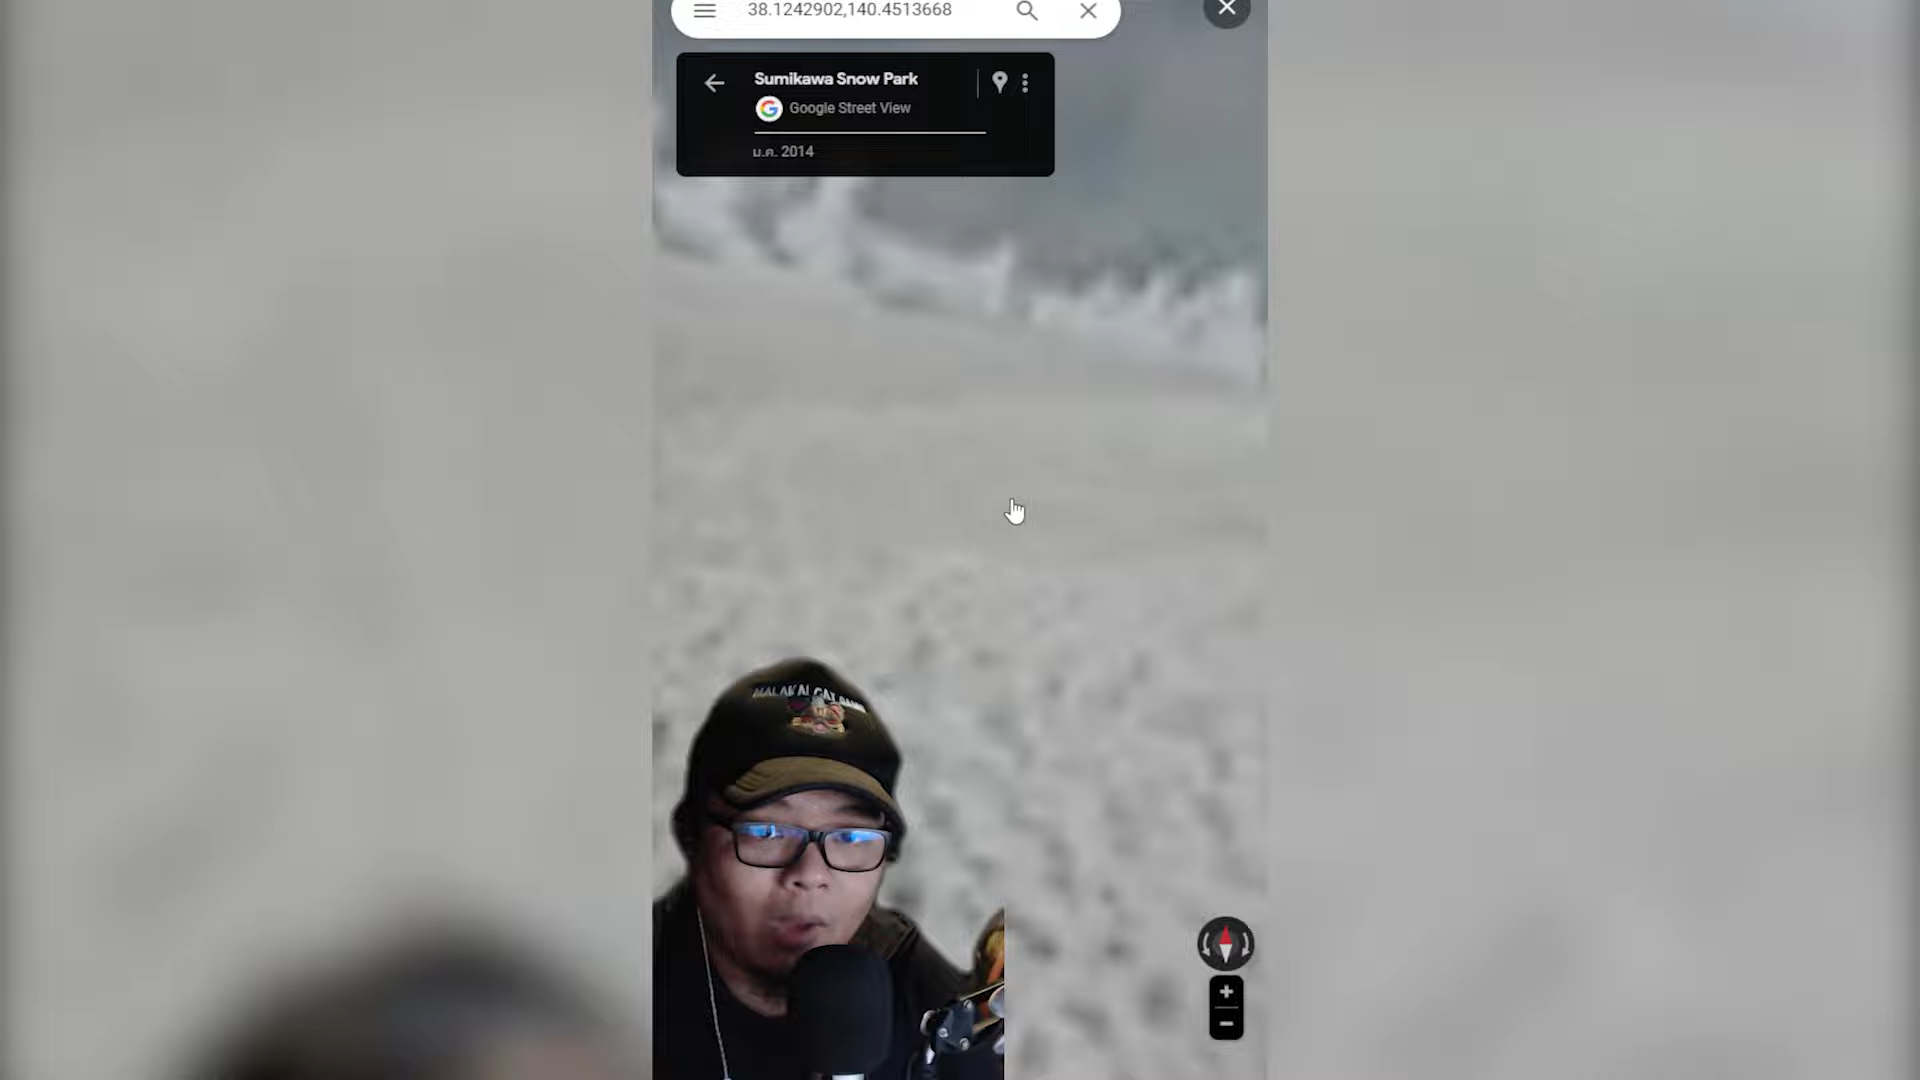 38.1242902,140.4513668
Sumikawa Snow Park
Google Street View
ม.ค. 2014